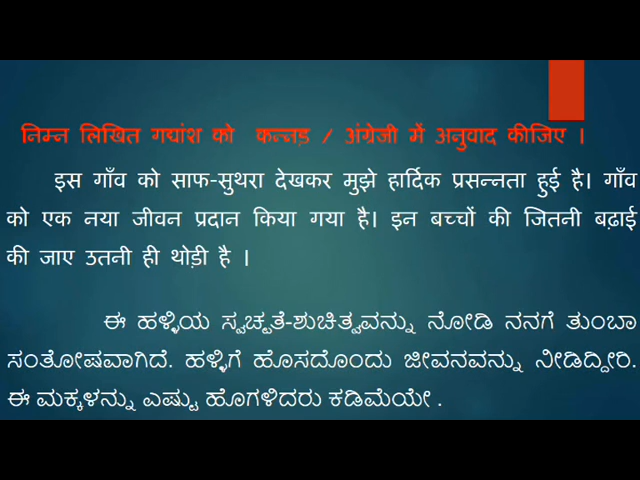 निम्न लिखित गद्यांश को कन्नड़ / अंग्रेजी में अनुवाद कीजिए ।
इस गाँव को साफ-सुथरा देखकर मुझे हार्दिक प्रसन्नता हुई है। गाँव
को एक नया जीवन प्रदान किया गया है। इन बच्चों की जितनी बढ़ाई
की जाए उतनी ही थोड़ी है ।
ಈ ಹಳ್ಳಿಯ ಸ್ವಚ್ಛತೆ-ಶುಚಿತ್ವವನ್ನು ನೋಡಿ ನನಗೆ ತುಂಬಾ
ಸಂತೋಷವಾಗಿದೆ. ಹಳ್ಳಿಗೆ ಹೊಸದೊಂದು ಜೀವನವನ್ನು ನೀಡಿದ್ದೀರಿ.
ಈ ಮಕ್ಕಳನ್ನು ಎಷ್ಟು ಹೊಗಳಿದರು ಕಡಿಮೆಯೇ .